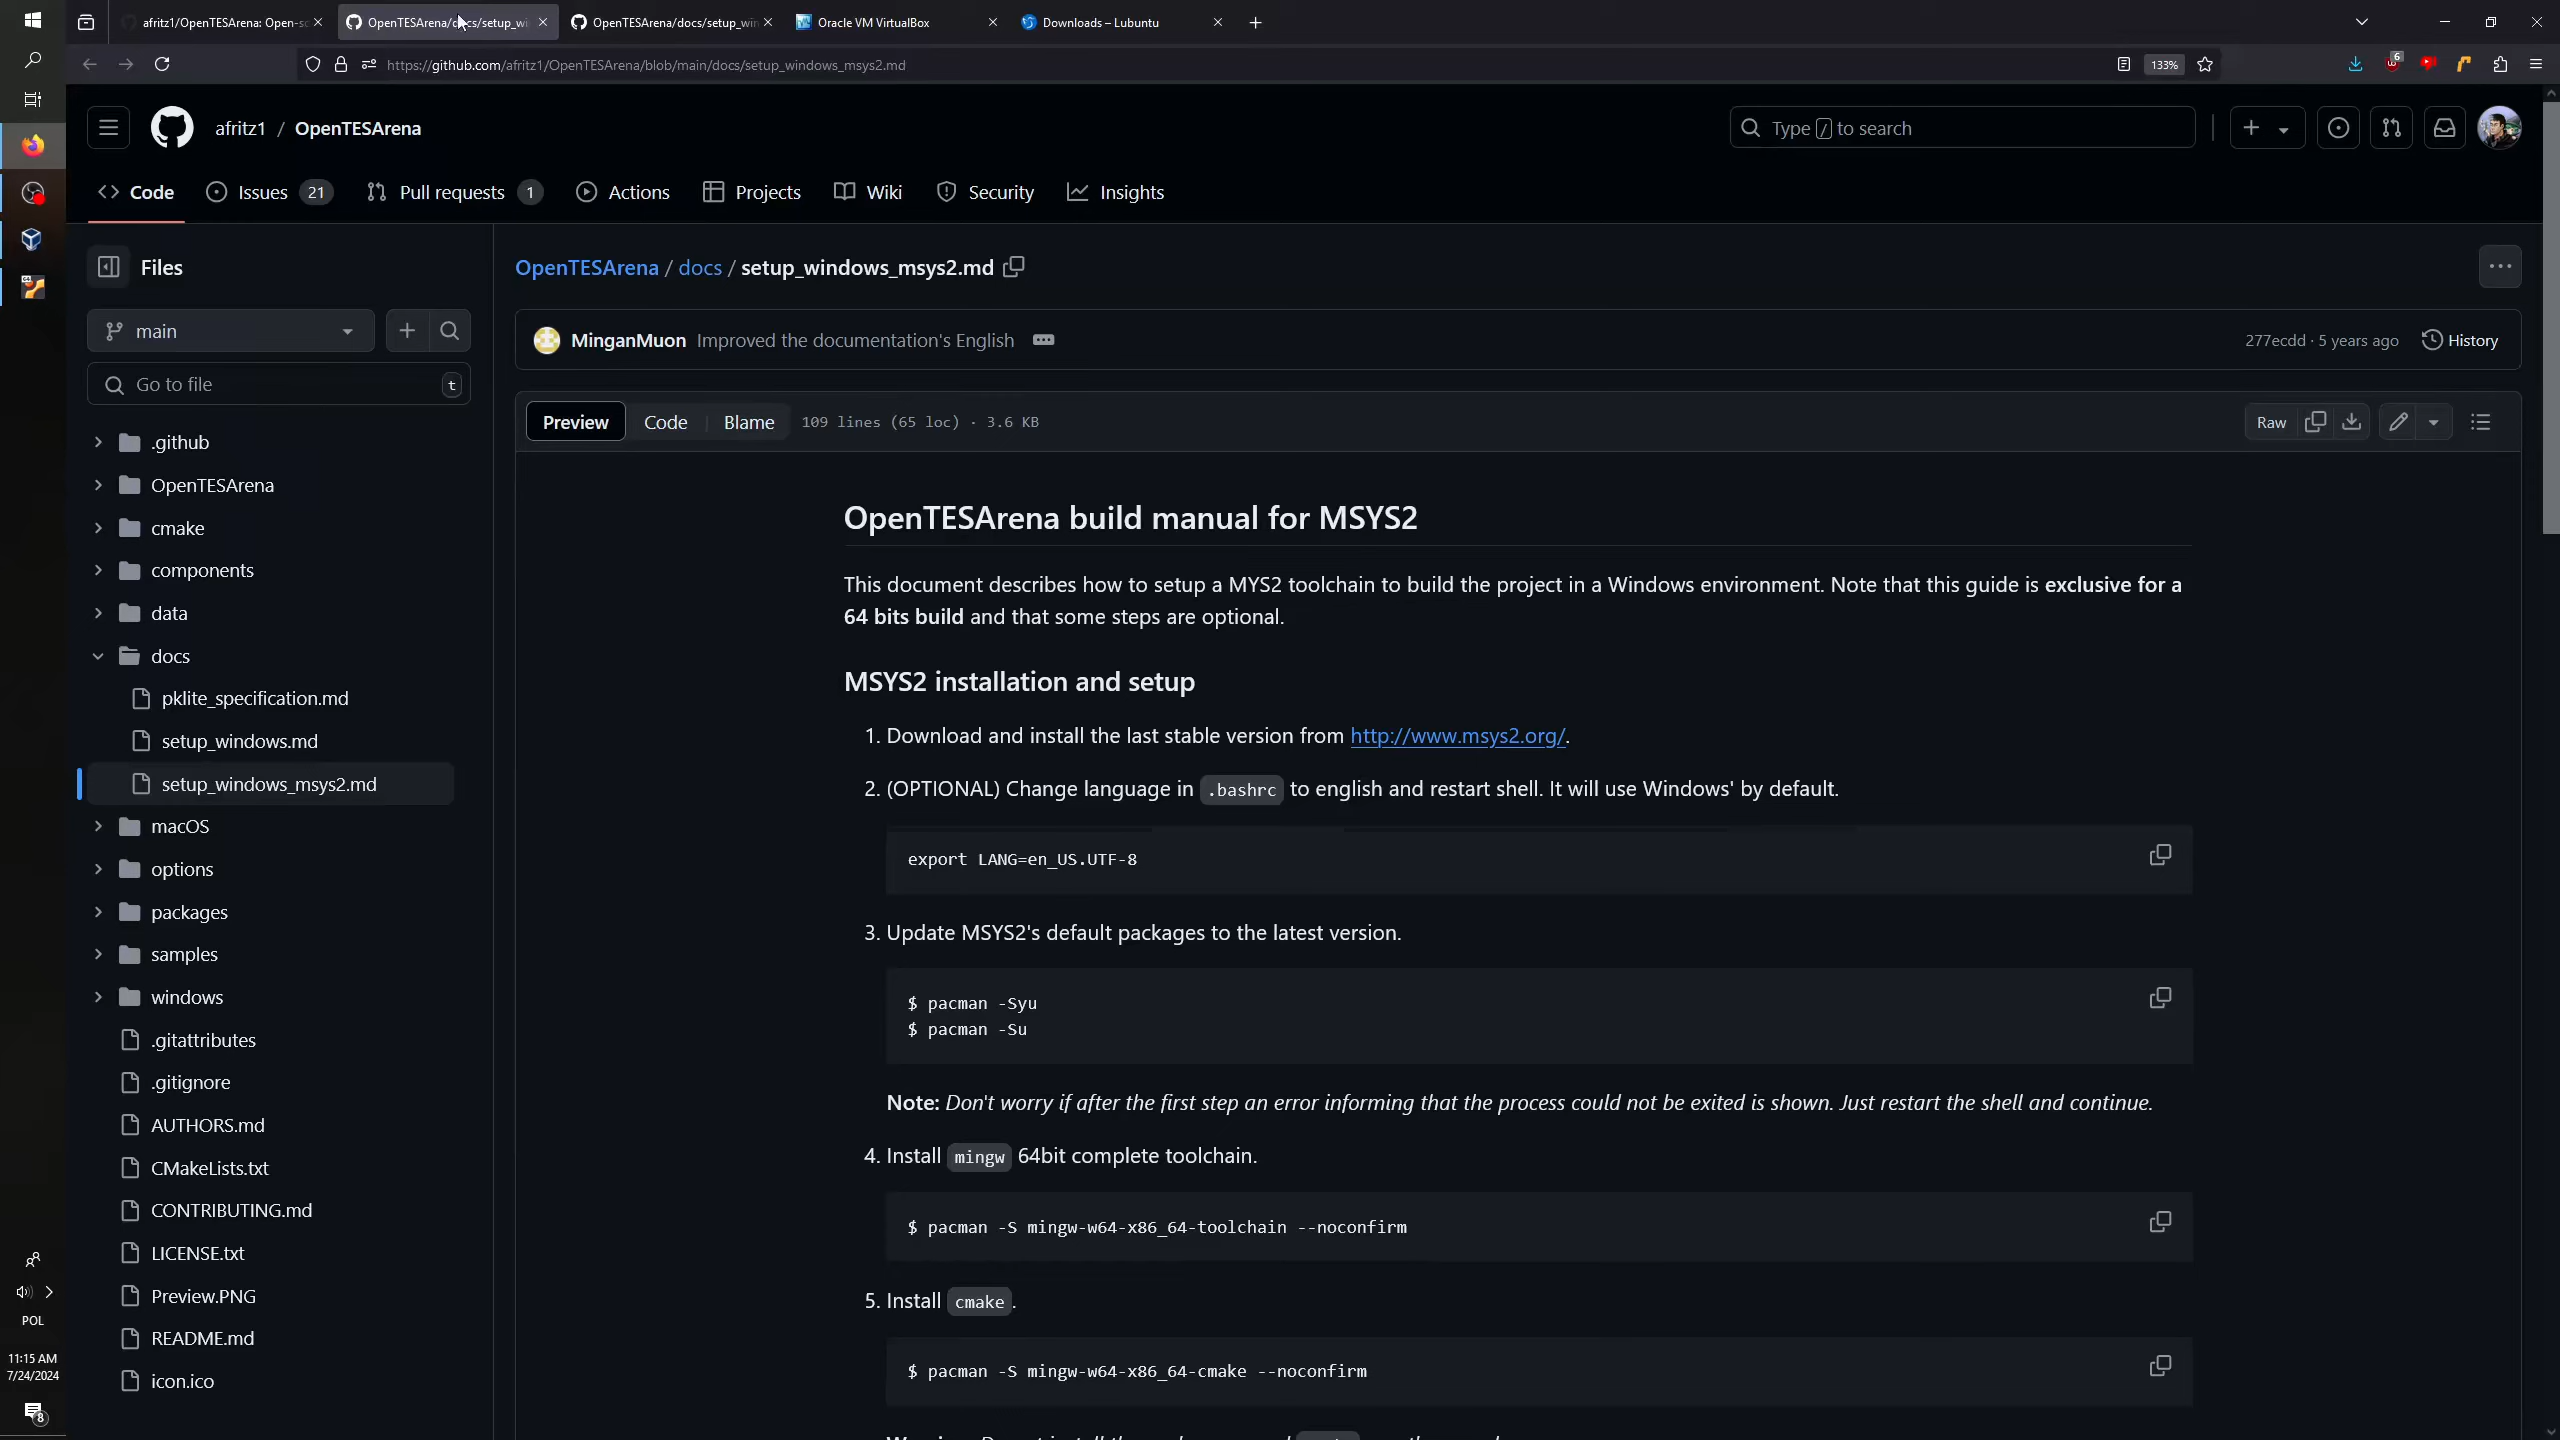 afritz1/OpenTESArena: Open-so
OpenTESArena/docs/setup_wi
OpenTESArena/docs/setup_win
Oracle VM VirtualBox
Downloads – Lubuntu
https://github.com/afritz1/OpenTESArena/blob/main/docs/setup_windows_msys2.md
133%
6
afritz1 / OpenTESArena
Type / to search
Code
Issues 21
Pull requests 1
Actions
Projects
Wiki
Security
Insights
Files
main
Go to file
t
.github
OpenTESArena
cmake
components
data
docs
pklite_specification.md
setup_windows.md
setup_windows_msys2.md
macOS
options
packages
samples
windows
.gitattributes
.gitignore
AUTHORS.md
CMakeLists.txt
CONTRIBUTING.md
LICENSE.txt
Preview.PNG
README.md
icon.ico
OpenTESArena / docs / setup_windows_msys2.md
MinganMuon Improved the documentation's English
277ecdd · 5 years ago
History
Preview
Code
Blame
109 lines (65 loc) · 3.6 KB
Raw
OpenTESArena build manual for MSYS2
This document describes how to setup a MYS2 toolchain to build the project in a Windows environment. Note that this guide is exclusive for a
64 bits build and that some steps are optional.
MSYS2 installation and setup
1. Download and install the last stable version from http://www.msys2.org/.
2. (OPTIONAL) Change language in .bashrc to english and restart shell. It will use Windows' by default.
export LANG=en_US.UTF-8
3. Update MSYS2's default packages to the latest version.
$ pacman -Syu
$ pacman -Su
Note: Don't worry if after the first step an error informing that the process could not be exited is shown. Just restart the shell and continue.
4. Install mingw 64bit complete toolchain.
$ pacman -S mingw-w64-x86_64-toolchain --noconfirm
5. Install cmake.
$ pacman -S mingw-w64-x86_64-cmake --noconfirm
POL
11:15 AM
7/24/2024
8